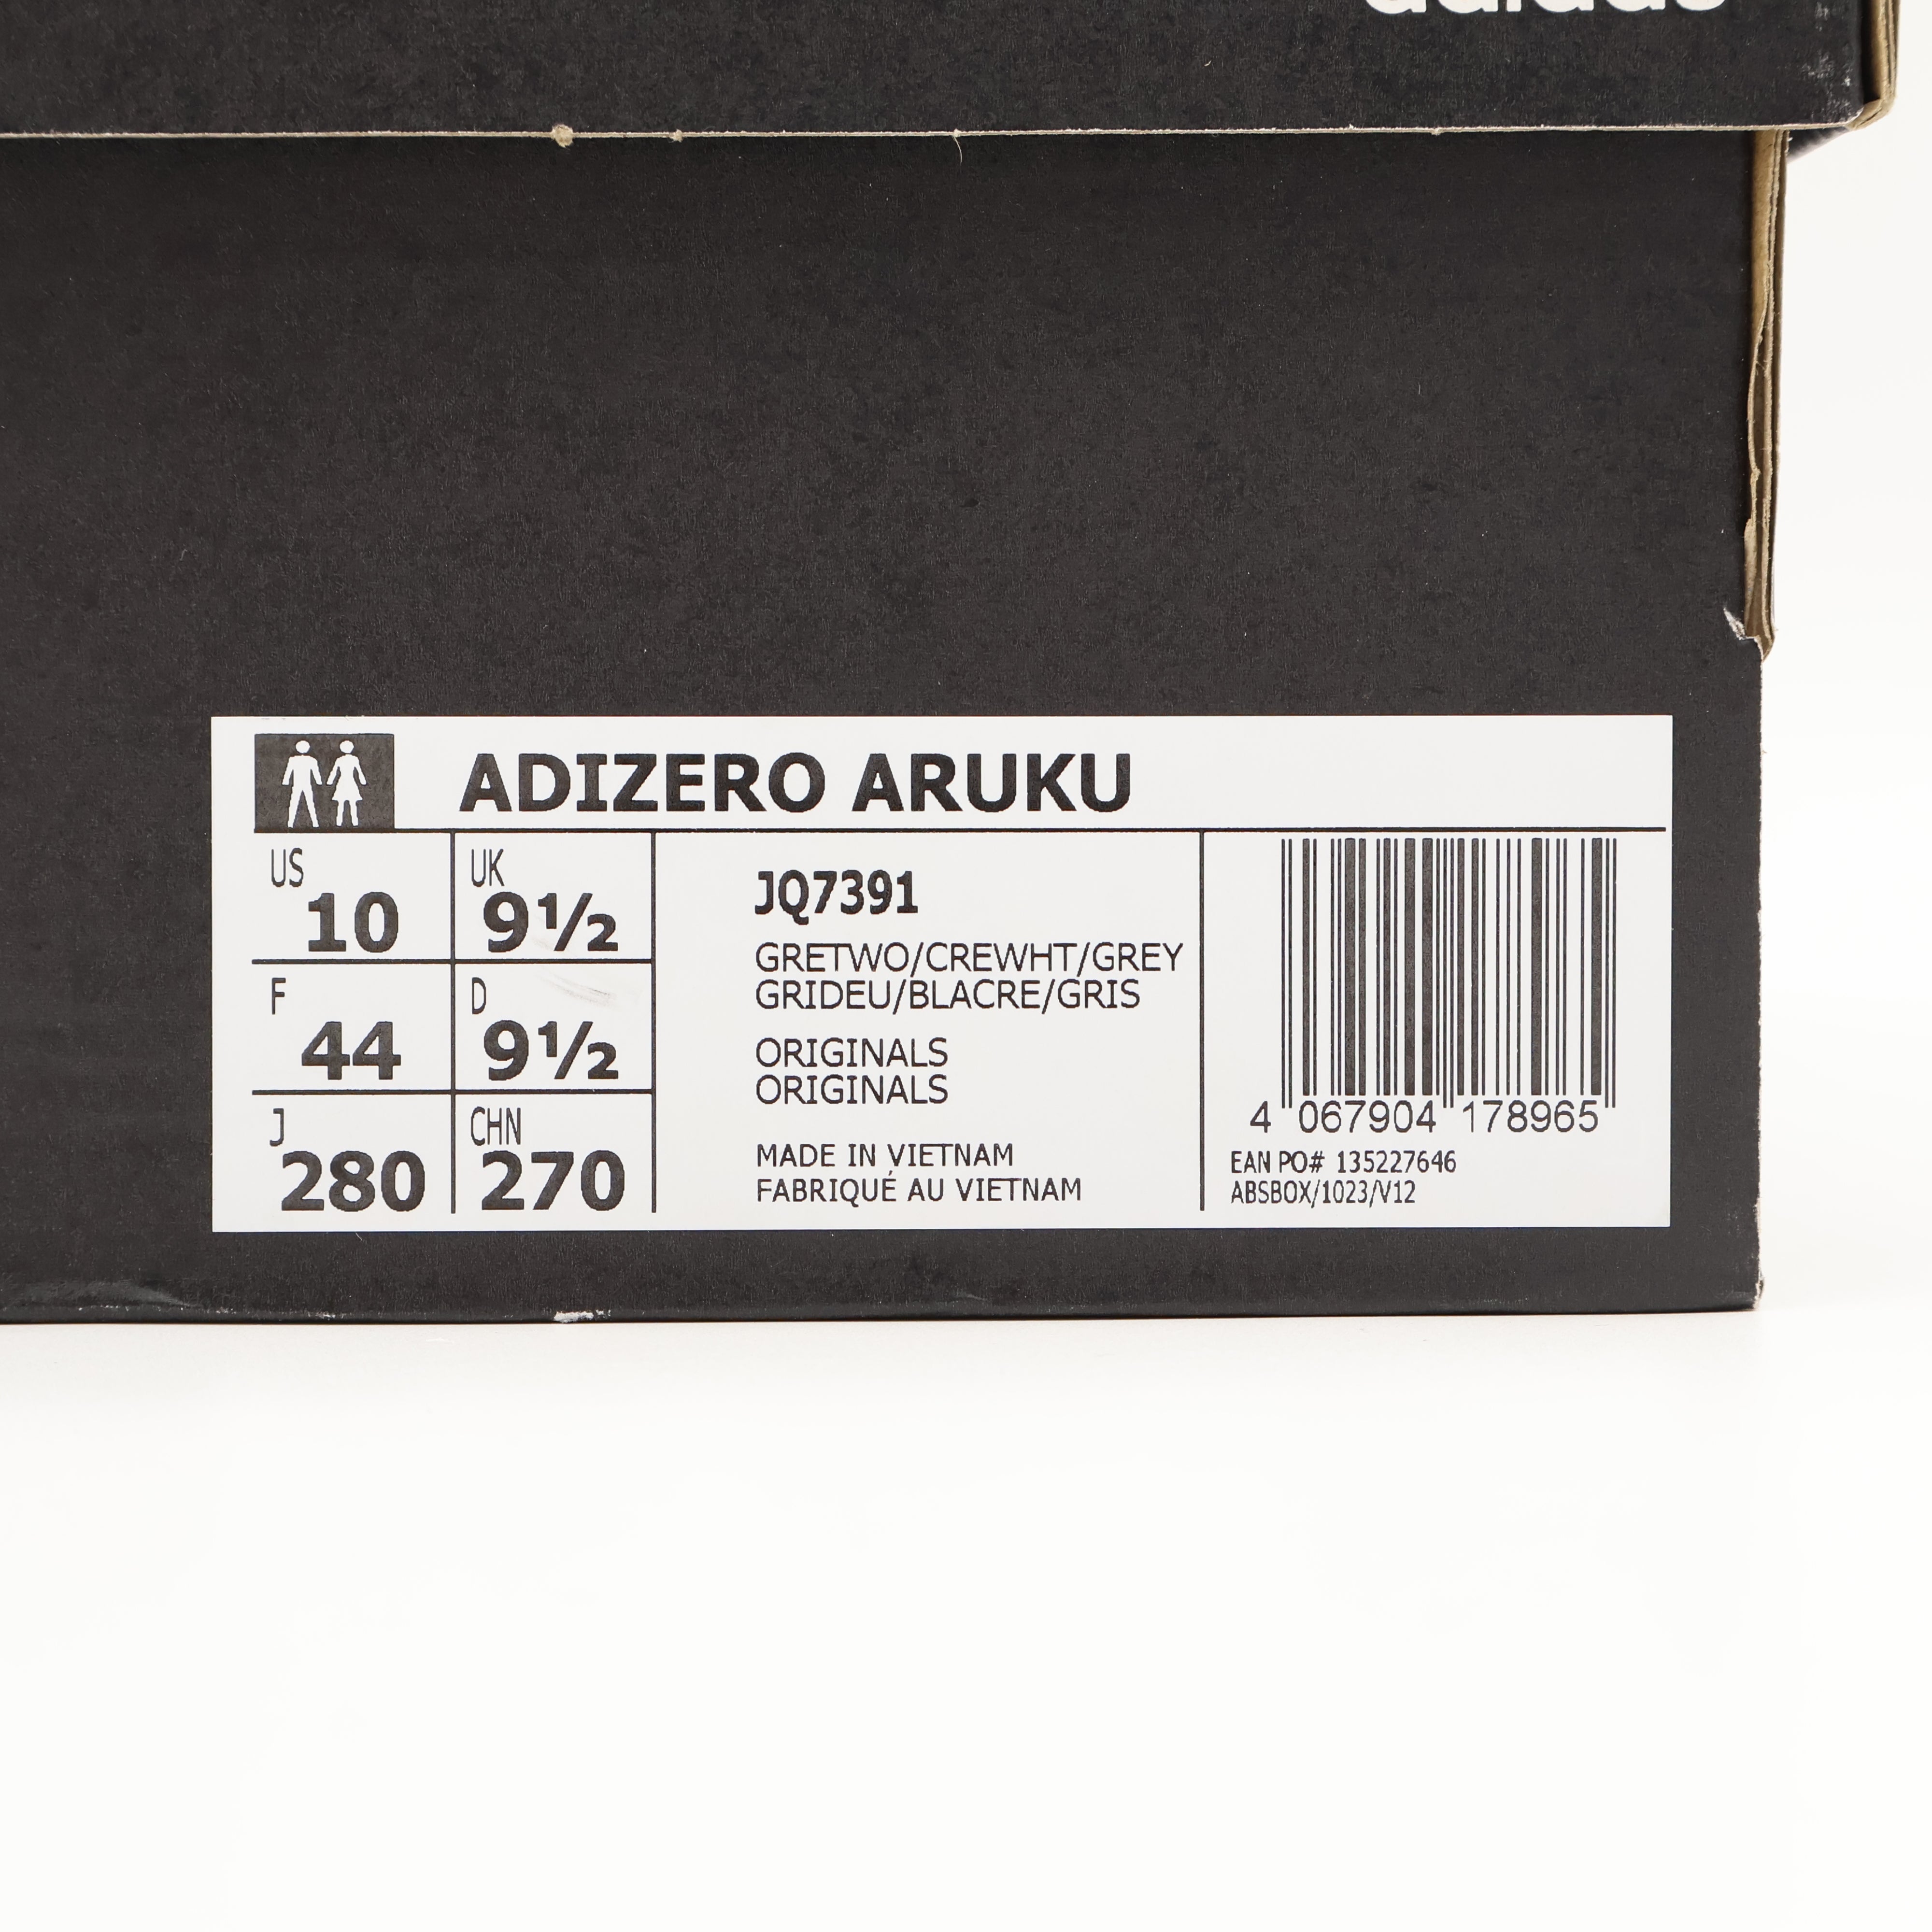 adidas
ADIZERO ARUKU
US 10
UK 9½
F 44
D 9½
J 280
CHN 270
JQ7391
GRETWO/CREWHT/GREY
GRIDEU/BLACRE/GRIS
ORIGINALS
ORIGINALS
MADE IN VIETNAM
FABRIQUÉ AU VIETNAM
4 067904 178965
EAN PO# 135227646
ABSBOX/1023/V12